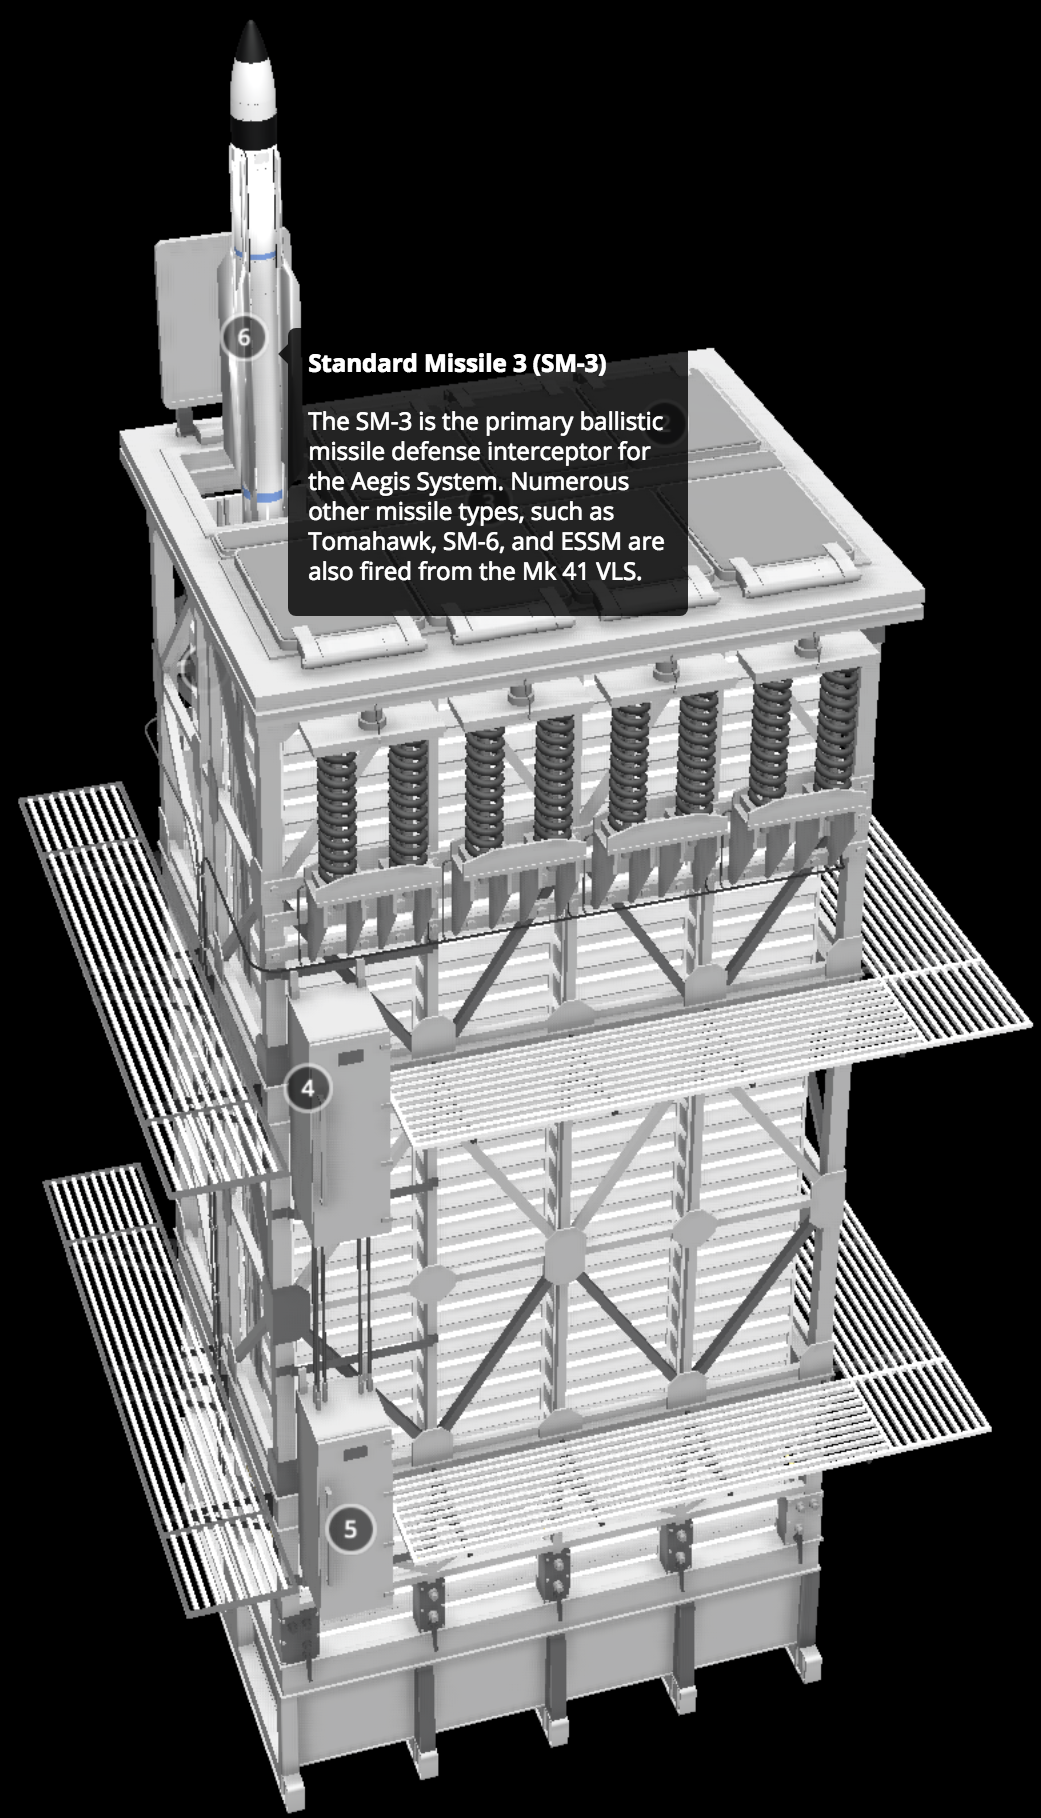 6
Standard Missile 3 (SM-3)
The SM-3 is the primary ballistic
missile defense interceptor for
the Aegis System. Numerous
other missile types, such as
Tomahawk, SM-6, and ESSM are
also fired from the Mk 41 VLS.
2
3
4
5